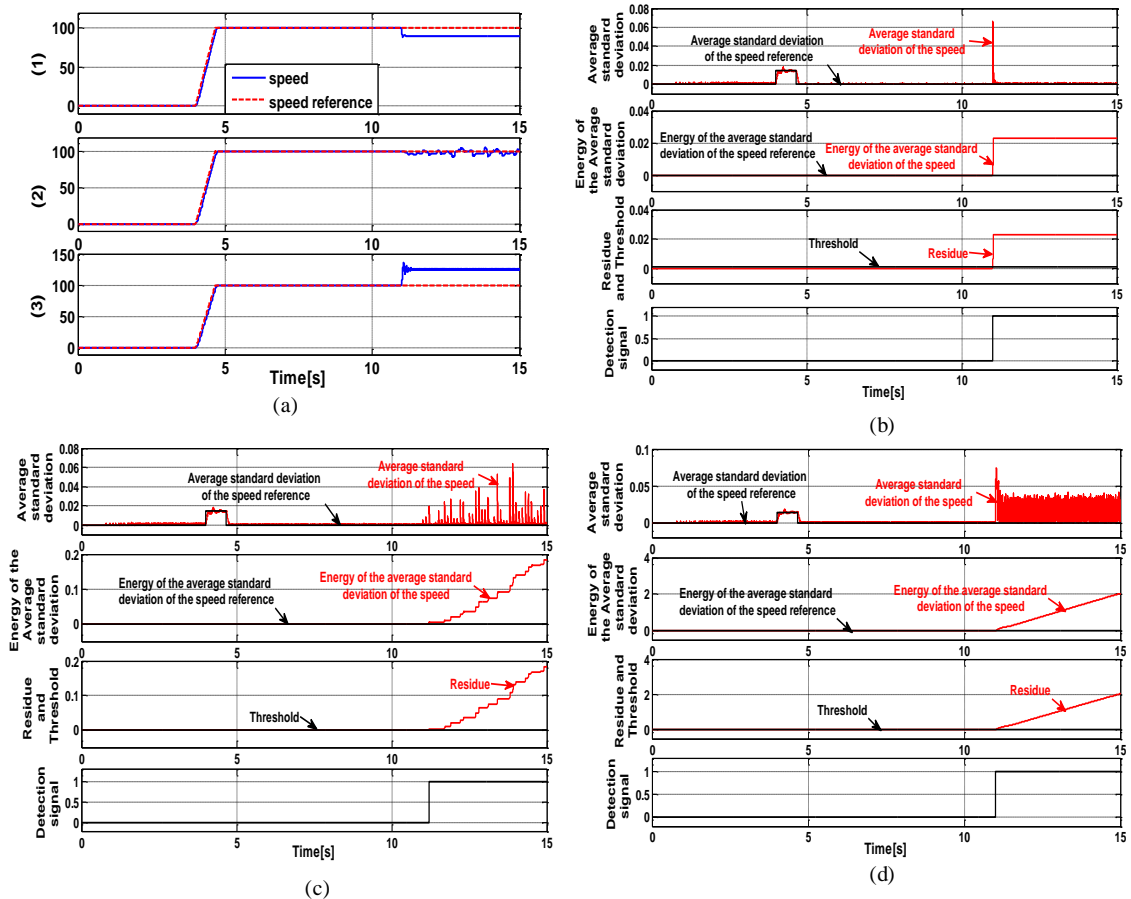 (1)
100
50
0
0
5
10
15
speed
speed reference
(2)
100
50
0
0
5
10
15
(3)
150
100
50
0
0
5
10
15
Time[s]
(a)
Average
standard
deviation
0.08
0.06
0.04
0.02
0
0
5
10
15
Average standard deviation
of the speed reference
Average standard
deviation of the speed
Energy of
the Average
standard
deviation
0.04
0.02
0
0
5
10
15
Energy of the average standard
deviation of the speed reference
Energy of the average standard
deviation of the speed
Residue
and Threshold
0.04
0.02
0
0
5
10
15
Threshold
Residue
Detection
signal
1
0.5
0
0
5
10
15
Time[s]
(b)
Average
standard
deviation
0.08
0.06
0.04
0.02
0
0
5
10
15
Average standard deviation
of the speed reference
Average standard
deviation of the speed
Energy of the
Average
standard
deviation
0.2
0.1
0
0
5
10
15
Energy of the average standard
deviation of the speed reference
Energy of the average standard
deviation of the speed
Residue
and
Threshold
0.2
0.1
0
0
5
10
15
Threshold
Residue
Detection
signal
1
0.5
0
0
5
10
15
Time[s]
(c)
Average
standard
deviation
0.1
0.05
0
0
5
10
15
Average standard deviation
of the speed reference
Average standard
deviation of the speed
Energy of
the Average
standard
deviation
4
2
0
0
5
10
15
Energy of the average standard
deviation of the speed reference
Energy of the average standard
deviation of the speed
Residue and
Threshold
4
2
0
0
5
10
15
Threshold
Residue
Detection
signal
1
0.5
0
0
5
10
15
Time[s]
(d)